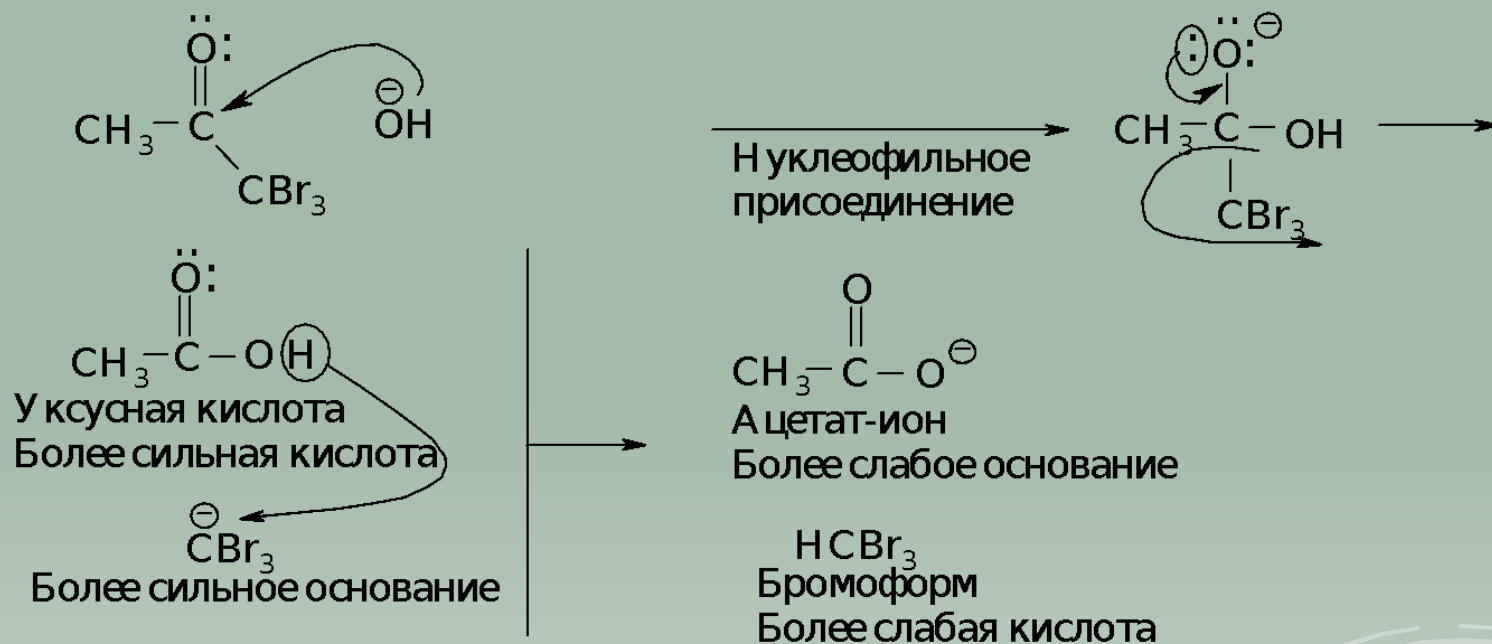 Ö: 
CH₃–C
CBr₃
⊖
OH
Нуклеофильное
присоединение
:Ö:⊖
CH₃–C–OH
CBr₃
Ö:
CH₃–C–OH
Уксусная кислота
Более сильная кислота
⊖
CBr₃
Более сильное основание
O
CH₃–C–O⊖
Ацетат-ион
Более слабое основание
HCBr₃
Бромоформ
Более слабая кислота